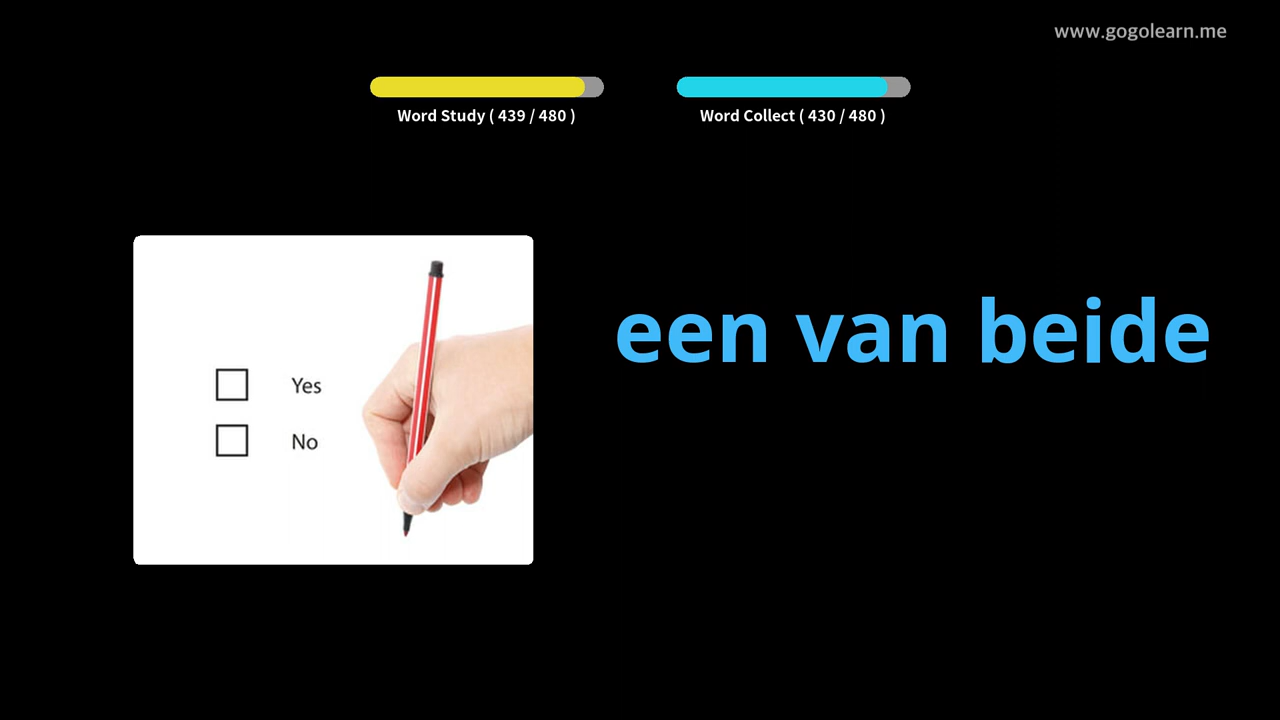 www.gogolearn.me
Word Study ( 439 / 480 )
Word Collect ( 430 / 480 )
een van beide
Yes
No